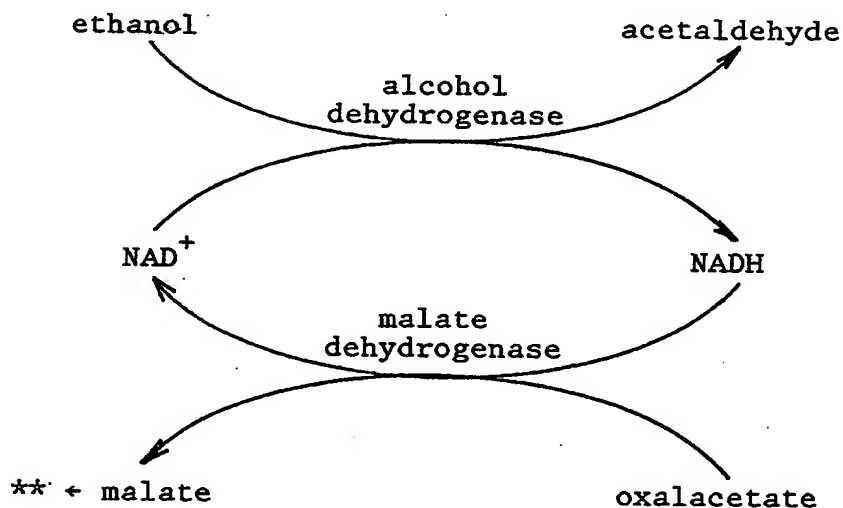 ethanol
acetaldehyde
alcohol
dehydrogenase
NAD⁺
NADH
malate
dehydrogenase
** ← malate
oxalacetate